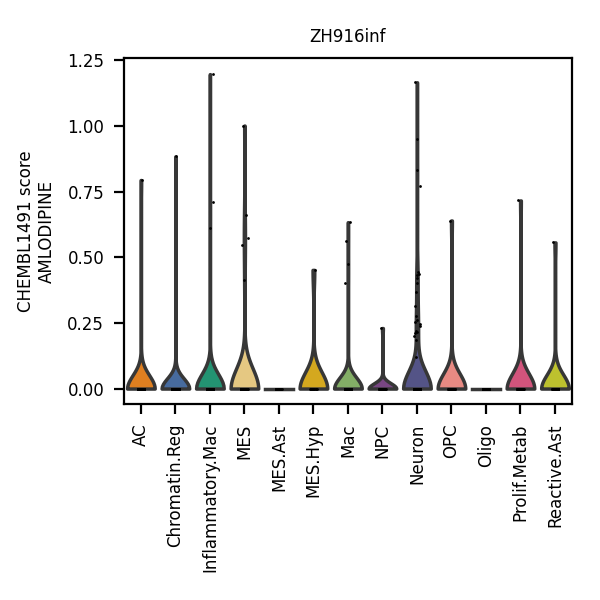 ZH916inf
CHEMBL1491 score
AMLODIPINE
1.25
1.00
0.75
0.50
0.25
0.00
AC
Chromatin.Reg
Inflammatory.Mac
MES
MES.Ast
MES.Hyp
Mac
NPC
Neuron
OPC
Oligo
Prolif.Metab
Reactive.Ast